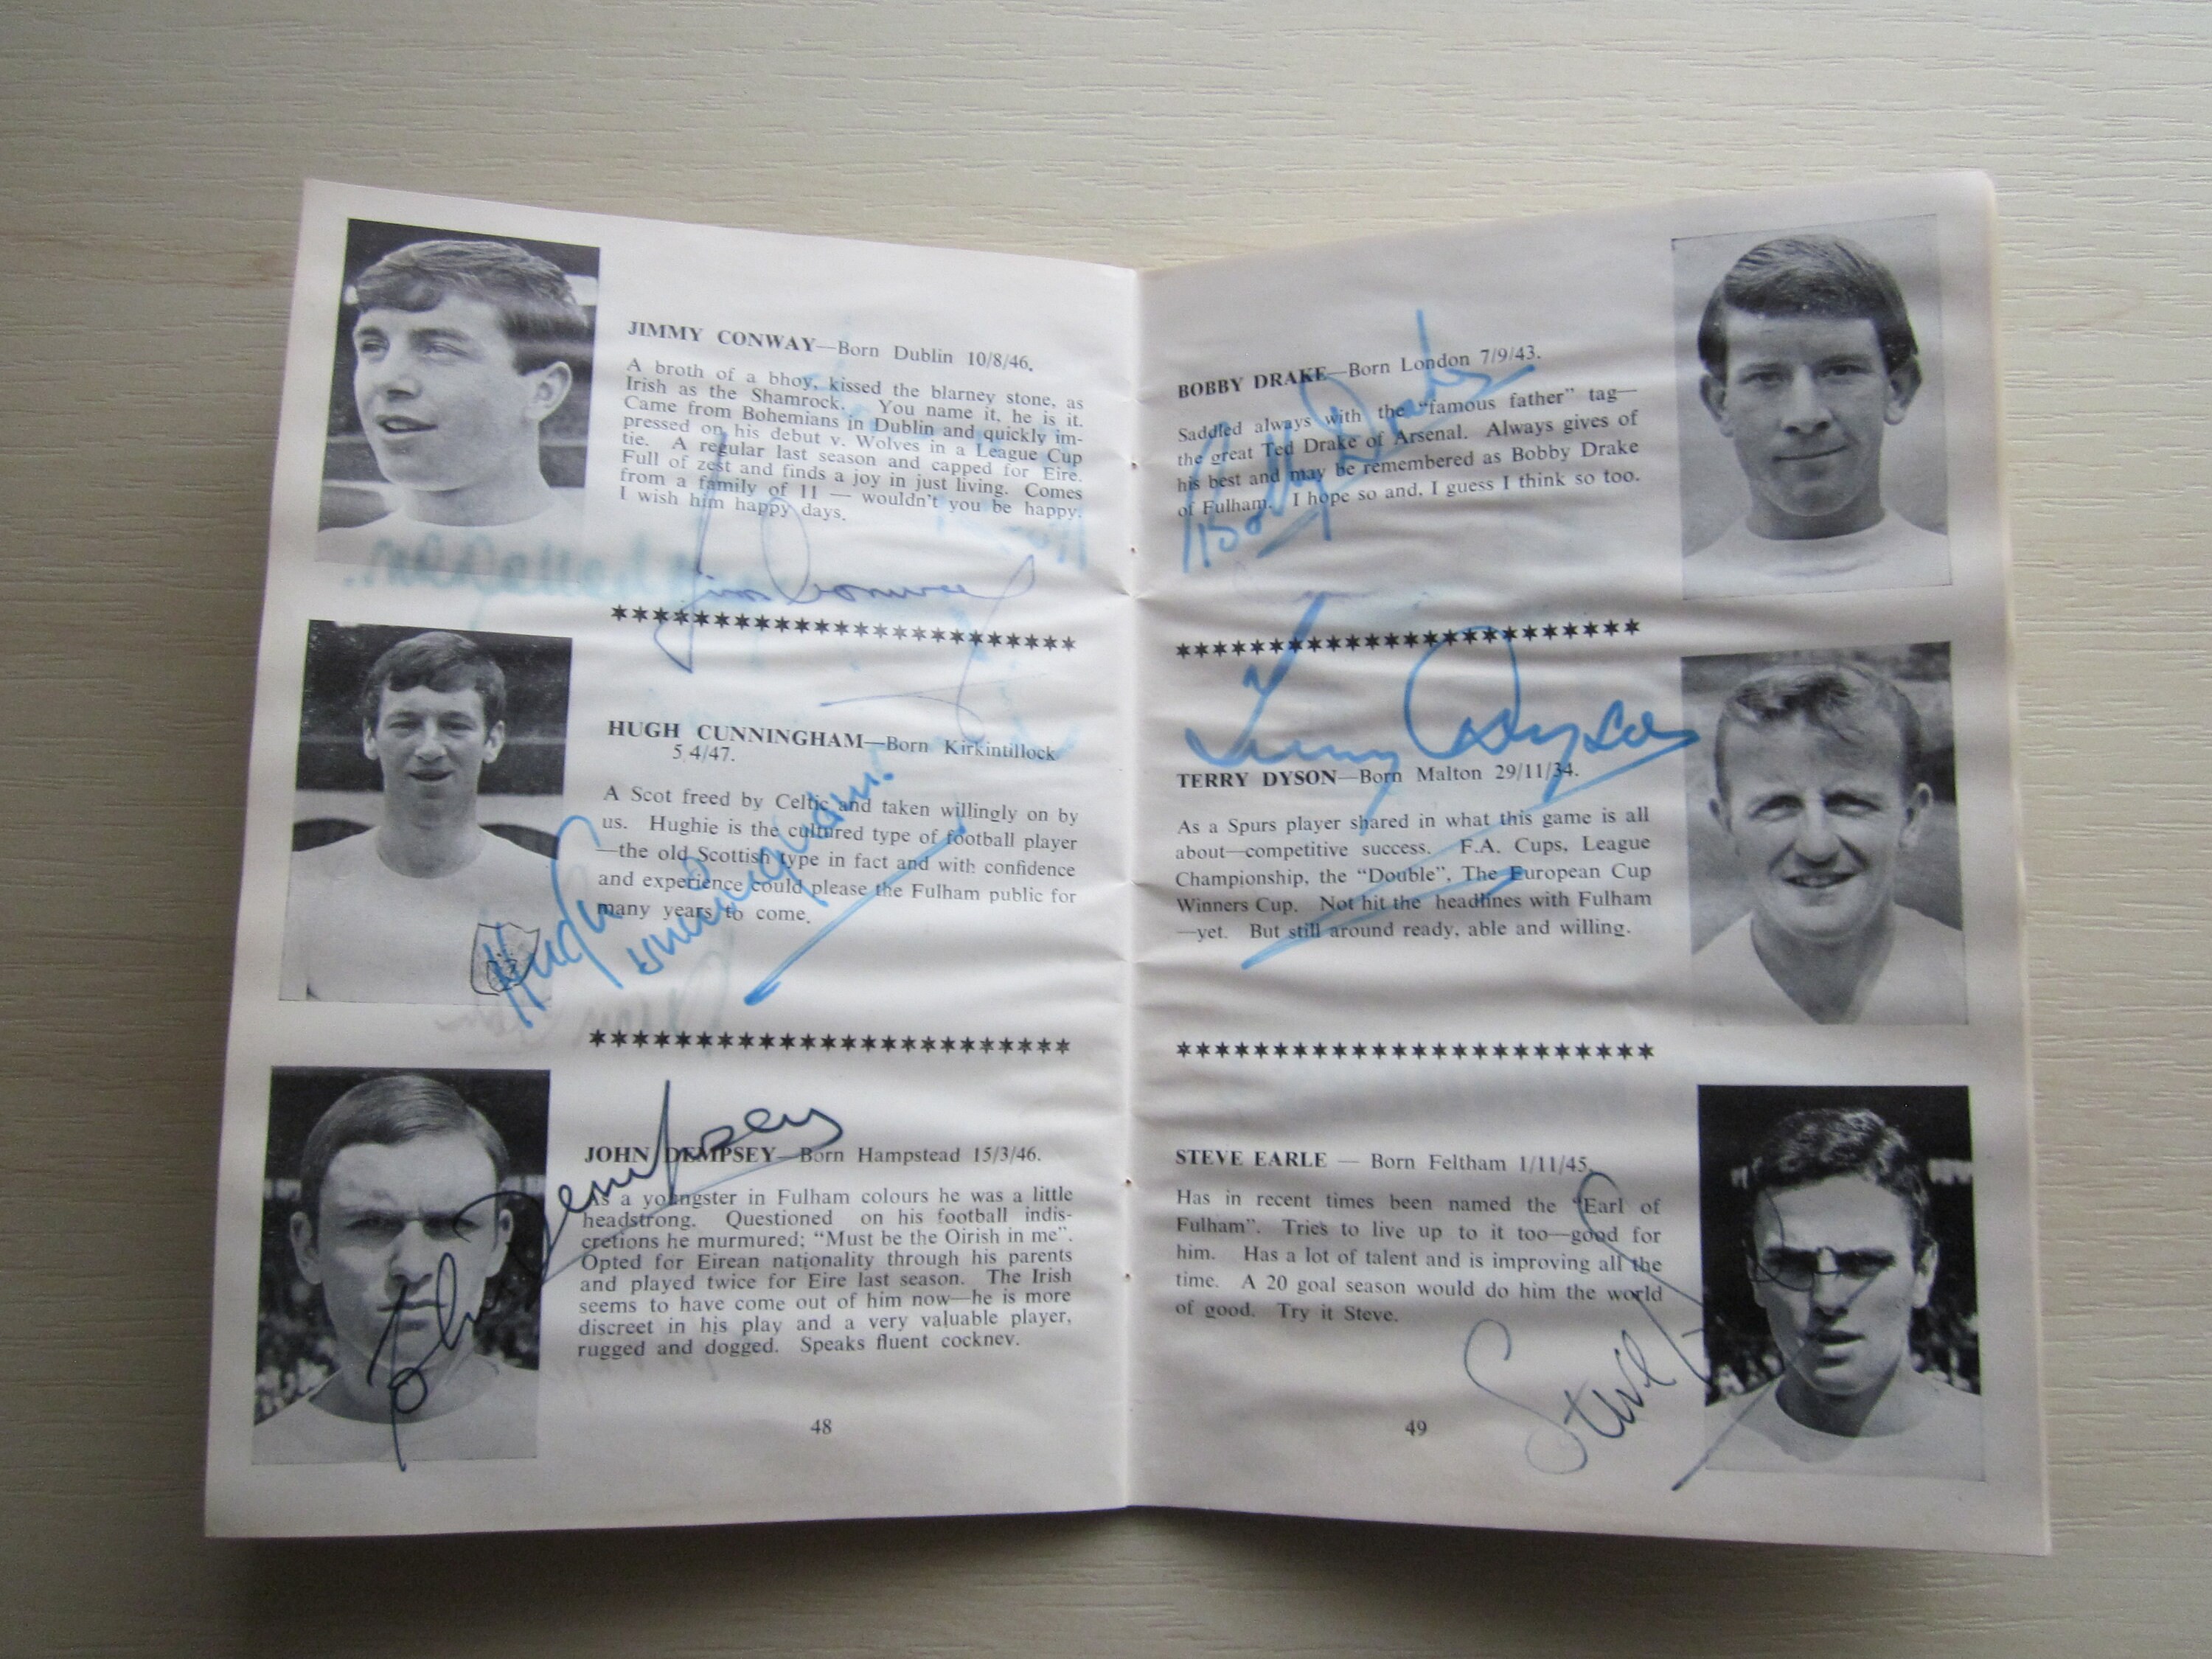 JIMMY CONWAY—Born Dublin 10/8/46.
A broth of a bhoy, kissed the blarney stone, as
Irish as the Shamrock. You name it, he is it.
Came from Bohemians in Dublin and quickly im-
pressed on his debut v. Wolves in a League Cup
tie. A regular last season and capped for Eire.
Full of zest and finds a joy in just living. Comes
from a family of 11 — wouldn't you be happy.
I wish him happy days.
Jim Conway
************************
HUGH CUNNINGHAM—Born Kirkintillock
5 4/47.
A Scot freed by Celtic and taken willingly on by
us. Hughie is the cultured type of football player
—the old Scottish type in fact and with confidence
and experience could please the Fulham public for
many years to come.
Hugh
Cunningham.
************************
JOHN DEMPSEY—Born Hampstead 15/3/46.
John Dempsey
As a youngster in Fulham colours he was a little
headstrong. Questioned on his football indis-
cretions he murmured; "Must be the Oirish in me".
Opted for Eirean nationality through his parents
and played twice for Eire last season. The Irish
seems to have come out of him now—he is more
discreet in his play and a very valuable player,
rugged and dogged. Speaks fluent cockney.
48
BOBBY DRAKE—Born London 7/9/43.
Saddled always with the "famous father" tag—
the great Ted Drake of Arsenal. Always gives of
his best and may be remembered as Bobby Drake
of Fulham. I hope so and, I guess I think so too.
Bobby Drake
************************
Terry Dyson
TERRY DYSON—Born Malton 29/11/34.
As a Spurs player shared in what this game is all
about—competitive success. F.A. Cups, League
Championship, the "Double", The European Cup
Winners Cup. Not hit the headlines with Fulham
—yet. But still around ready, able and willing.
************************
STEVE EARLE — Born Feltham 1/11/45.
Has in recent times been named the "Earl of
Fulham". Tries to live up to it too—good for
him. Has a lot of talent and is improving all the
time. A 20 goal season would do him the world
of good. Try it Steve.
Steve
49